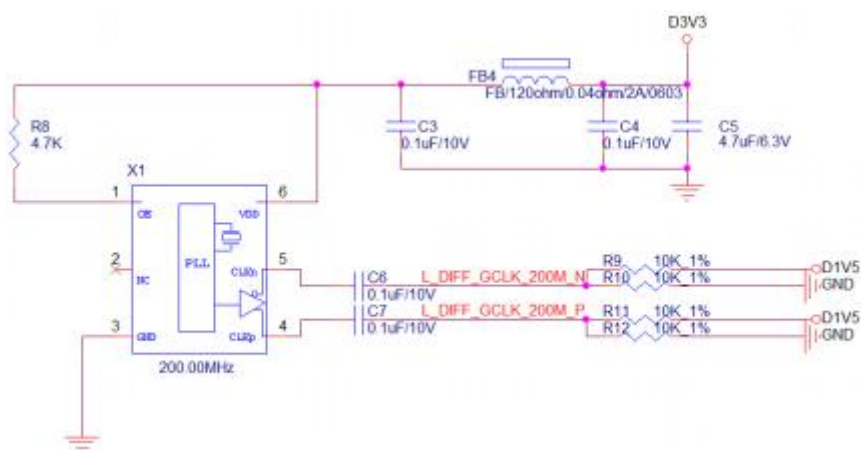 D3V3
FB4
FB/120ohm/0.04ohm/2A/0603
R8
4.7K
C3
0.1uF/10V
C4
0.1uF/10V
C5
4.7uF/6.3V
X1
1
6
OE
VDD
PLL
2
5
NC
CLKn
C6
L_DIFF_GCLK_200M_N
0.1uF/10V
R9
10K_1%
D1V5
R10
10K_1%
GND
3
4
GND
CLKp
C7
L_DIFF_GCLK_200M_P
0.1uF/10V
R11
10K_1%
D1V5
R12
10K_1%
GND
200.00MHz